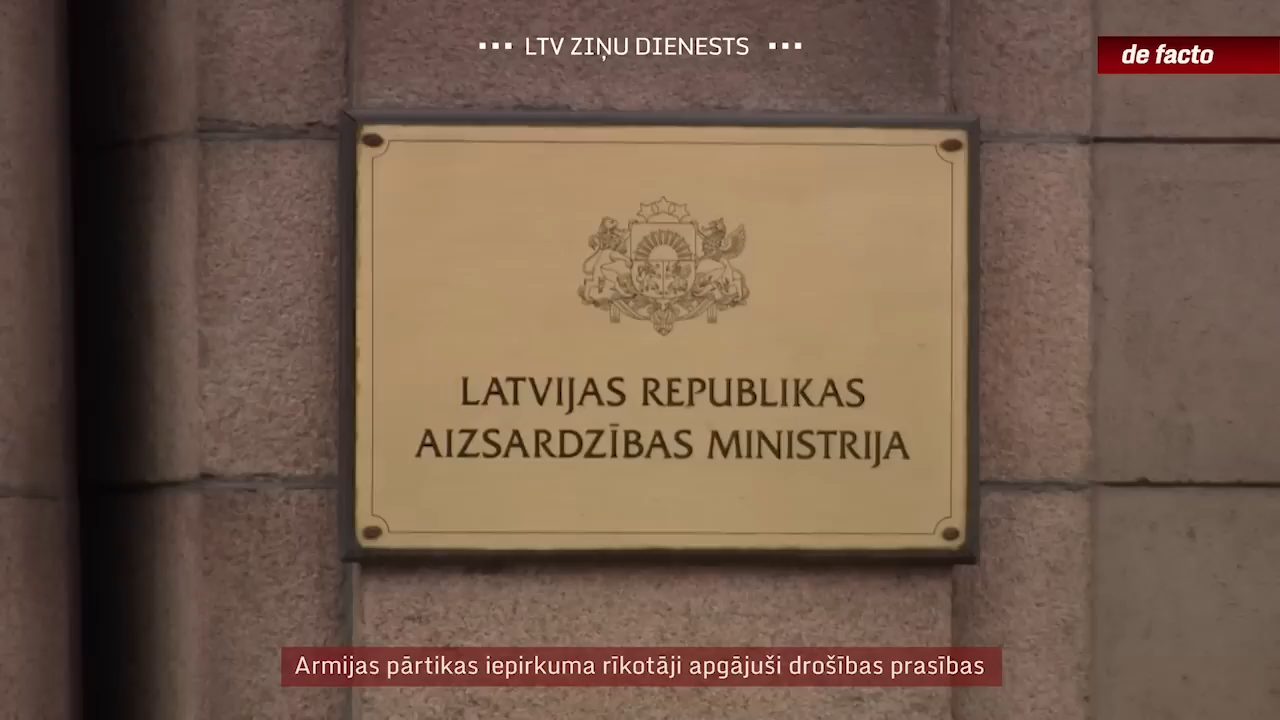 LTV ZIŅU DIENESTS
de facto
LATVIJAS REPUBLIKAS
AIZSARDZĪBAS MINISTRIJA
Armijas pārtikas iepirkuma rīkotāji apgājuši drošības prasības